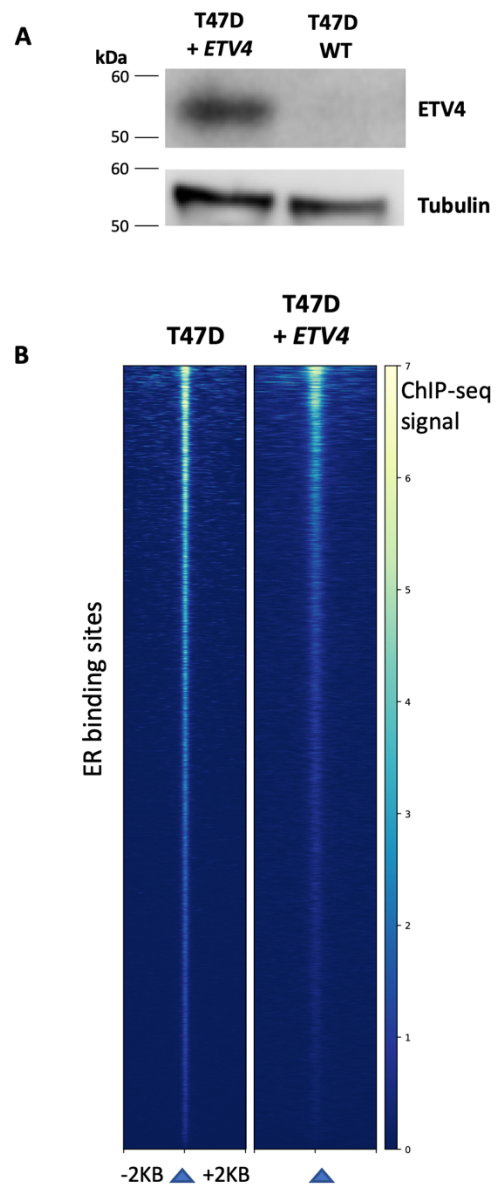 A
T47D
+ ETV4
T47D
WT
kDa
60
50
ETV4
60
50
Tubulin
B
T47D
T47D
+ ETV4
7
ChIP-seq
signal
6
5
4
3
2
1
0
ER binding sites
-2KB
+2KB